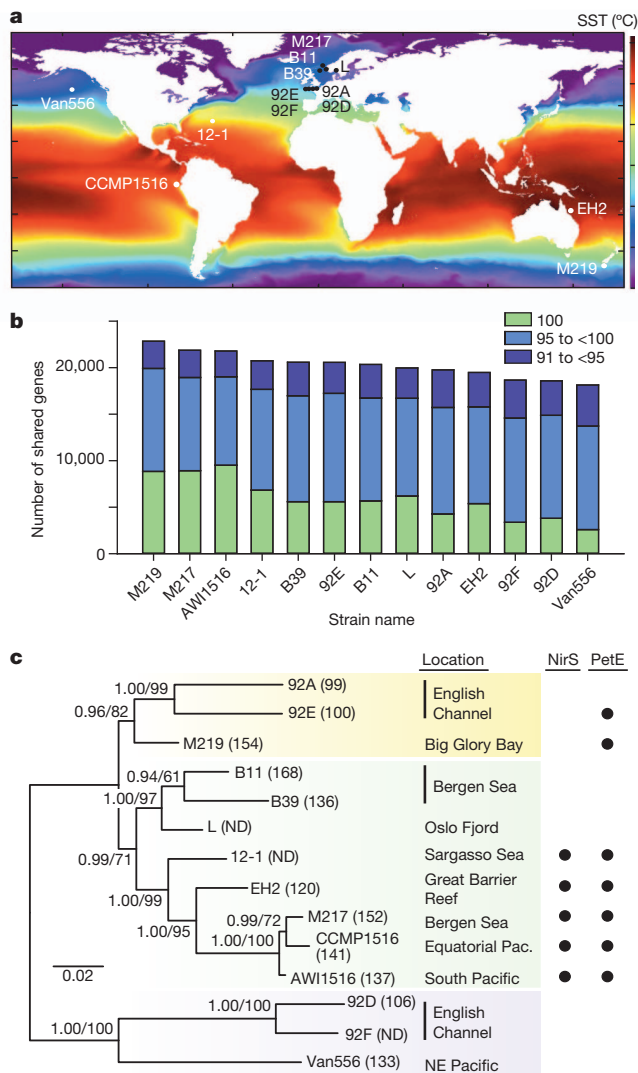 a
SST (ºC)
M217
B11
B39
L
Van556
92E
92A
92F
92D
12-1
CCMP1516
EH2
M219
b
100
95 to <100
91 to <95
Number of shared genes
20,000
10,000
0
M219
M217
AWI1516
12-1
B39
92E
B11
L
92A
EH2
92F
92D
Van556
Strain name
c
Location
NirS
PetE
1.00/99
92A (99)
English
0.96/82
92E (100)
Channel
M219 (154)
Big Glory Bay
0.94/61
B11 (168)
Bergen Sea
1.00/97
B39 (136)
L (ND)
Oslo Fjord
0.99/71
12-1 (ND)
Sargasso Sea
1.00/99
EH2 (120)
Great Barrier
Reef
1.00/95
0.99/72
M217 (152)
Bergen Sea
1.00/100
CCMP1516
(141)
Equatorial Pac.
0.02
AWI1516 (137)
South Pacific
1.00/100
92D (106)
English
1.00/100
92F (ND)
Channel
Van556 (133)
NE Pacific